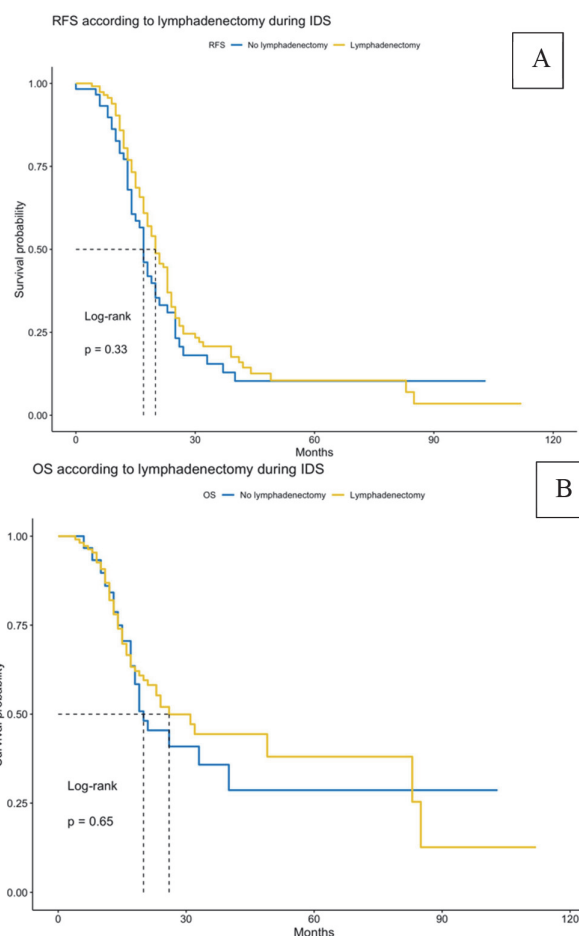 RFS according to lymphadenectomy during IDS
A
RFS No lymphadenectomy Lymphadenectomy
1.00
0.75
0.50
0.25
0.00
Survival probability
Log-rank
p = 0.33
0 30 60 90 120
Months
OS according to lymphadenectomy during IDS
B
OS No lymphadenectomy Lymphadenectomy
1.00
0.75
0.50
0.25
0.00
probability
Log-rank
p = 0.65
0 30 60 90 120
Months